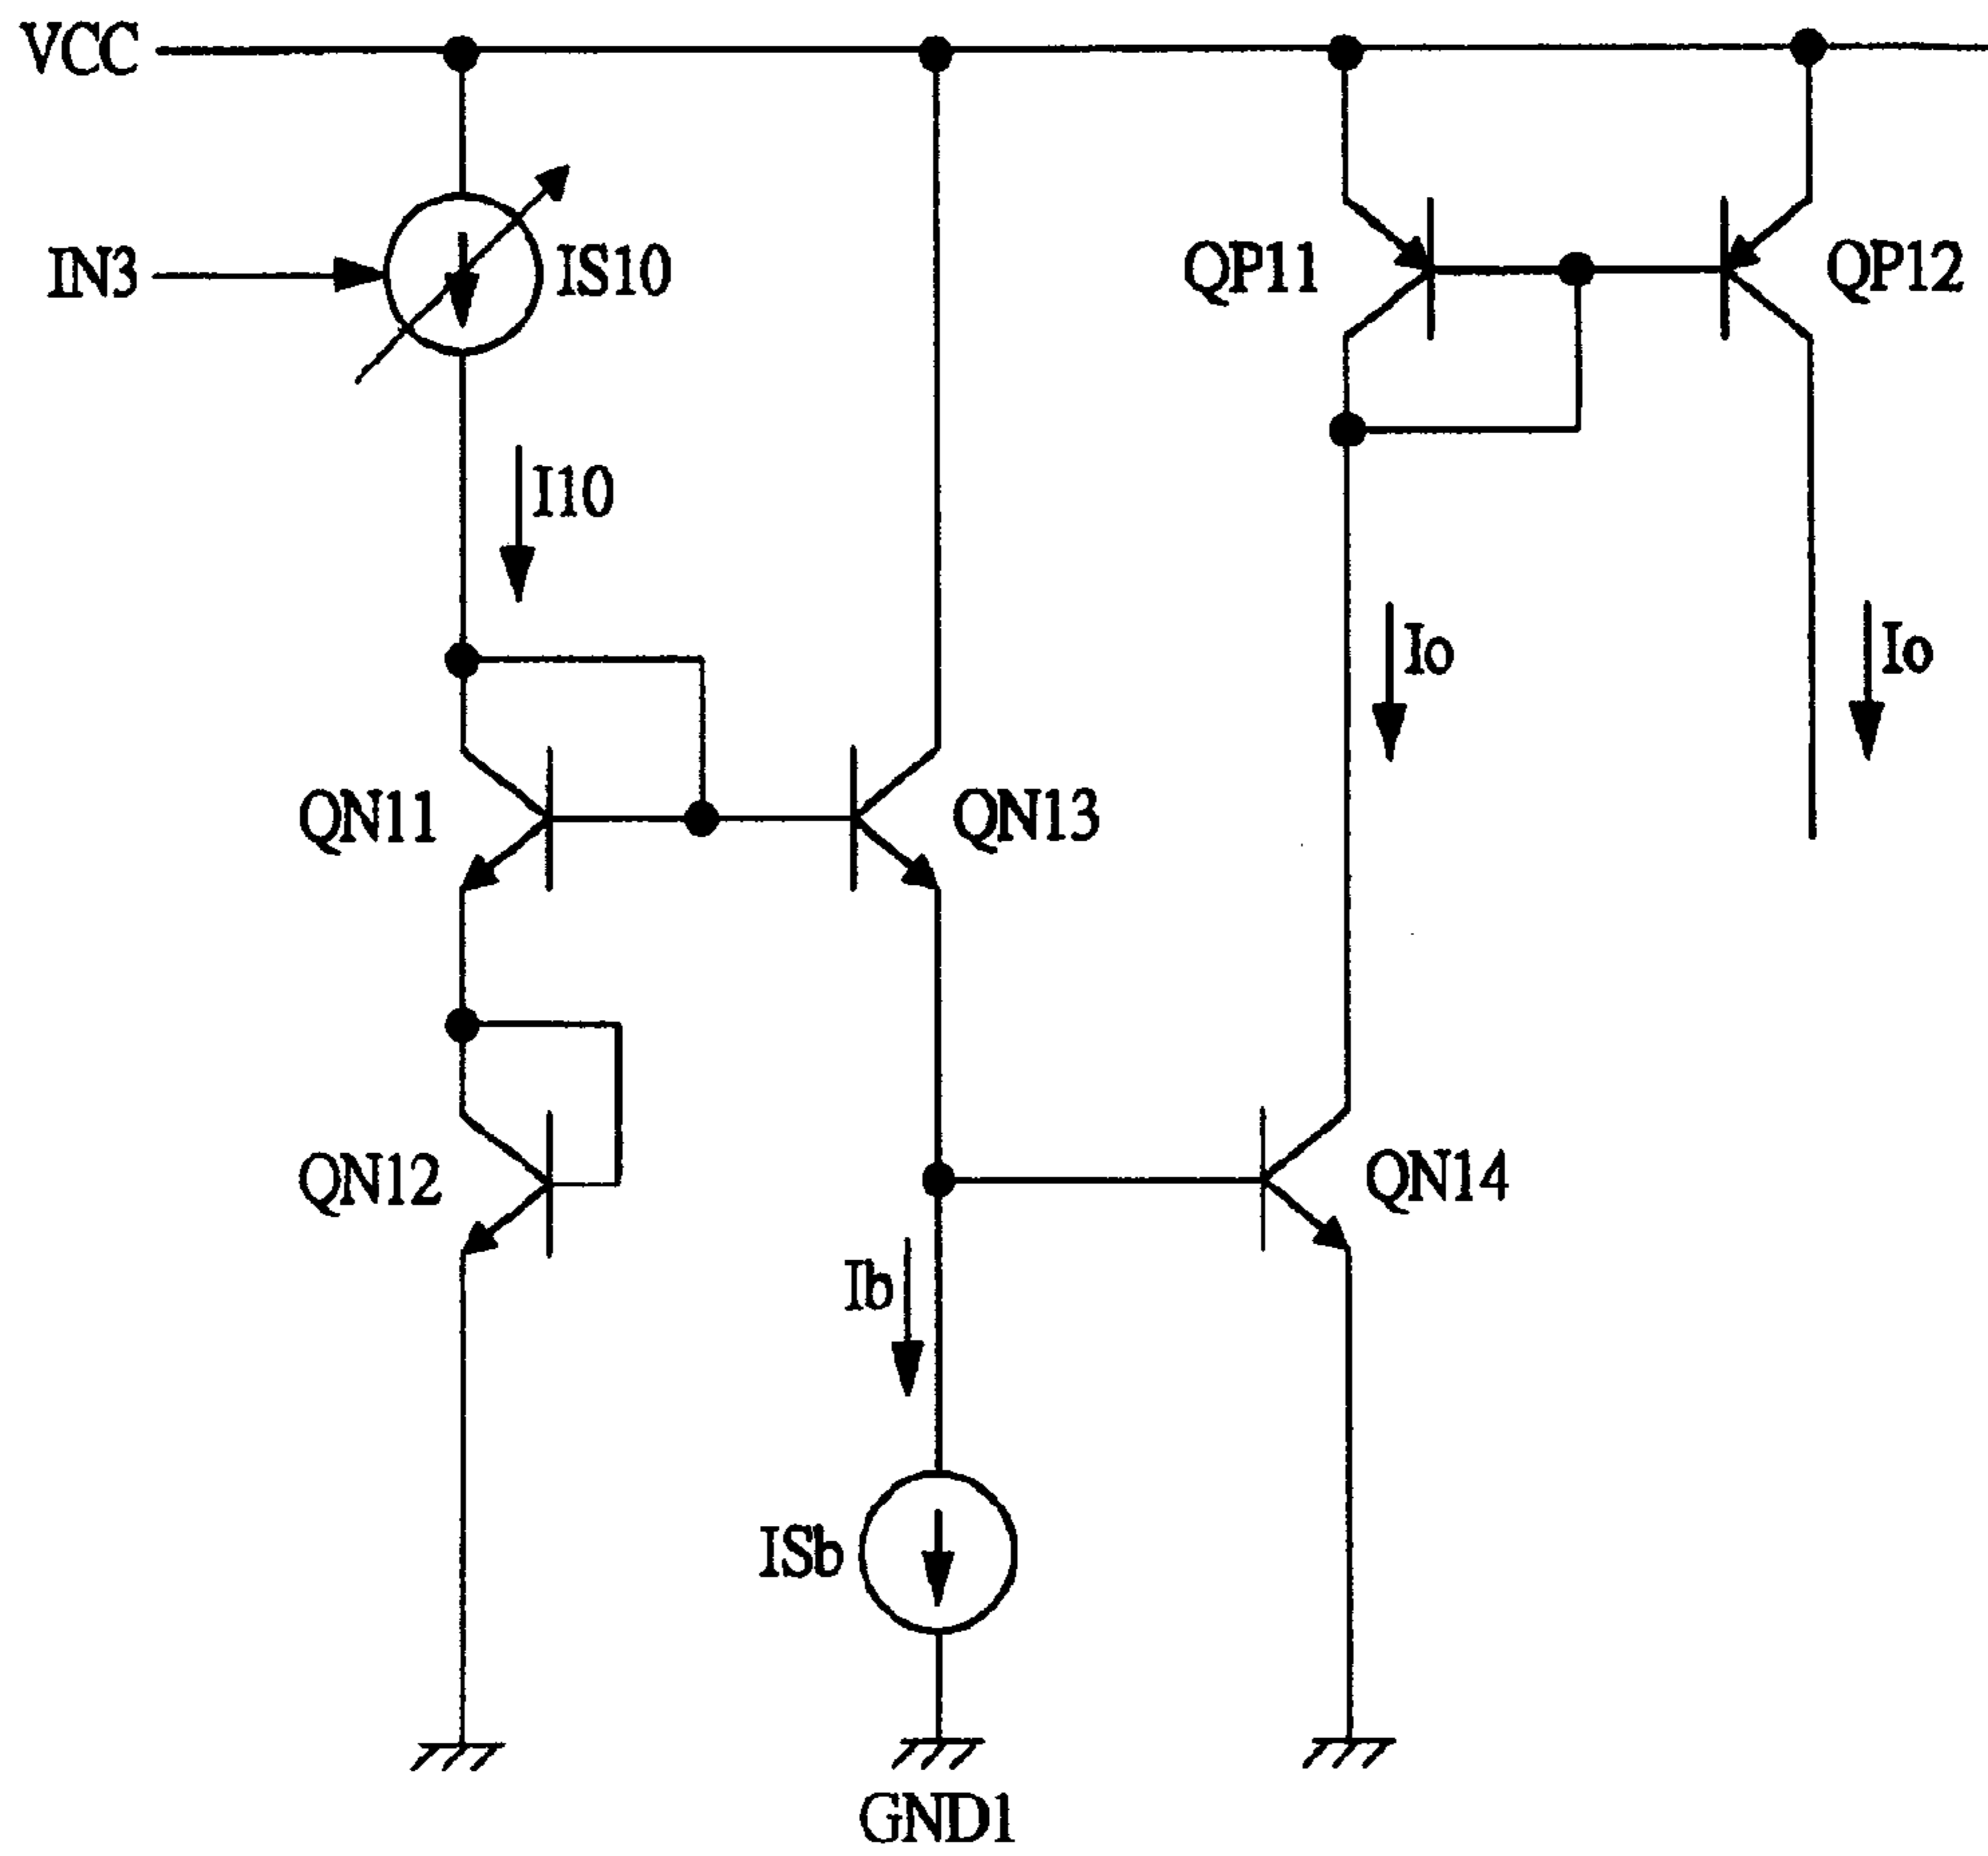 VCC
IN3
IS10
QP11
QP12
I10
Io
Io
QN11
QN13
QN12
QN14
Ib
ISb
GND1